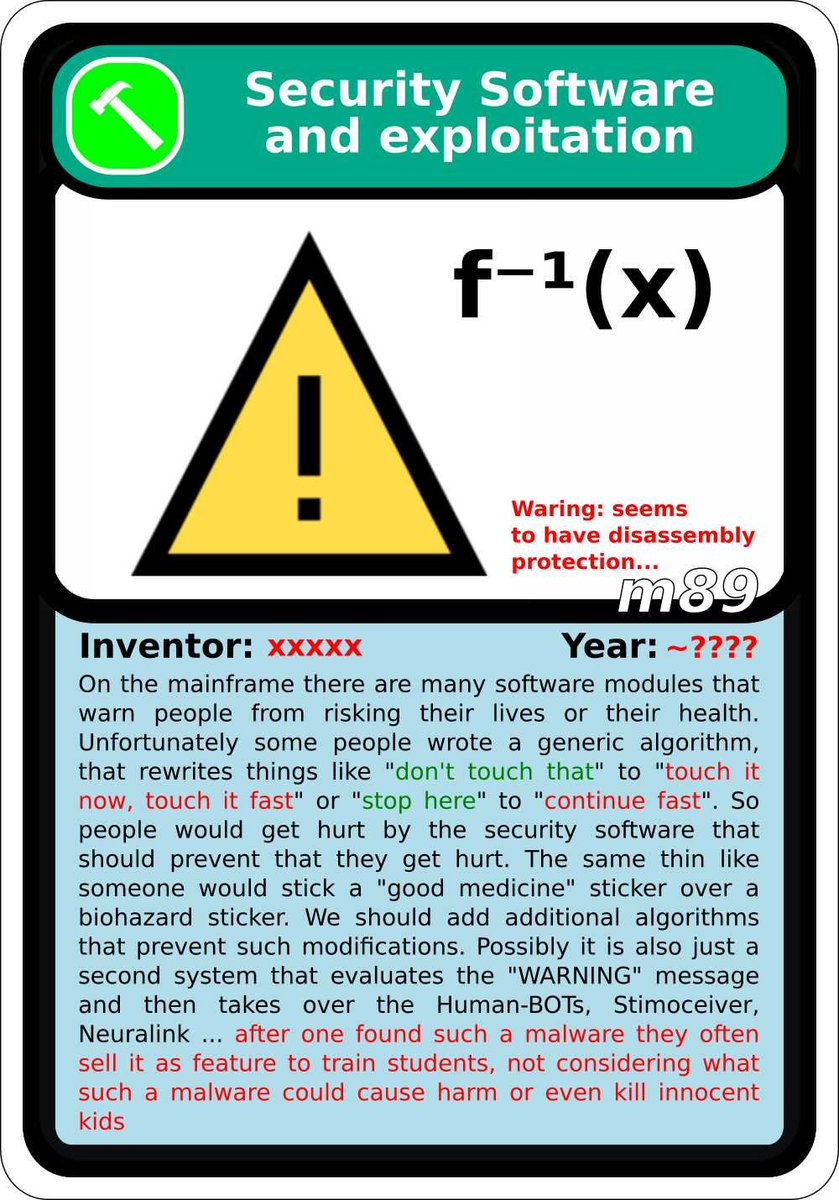 Security Software
and exploitation
f⁻¹(x)
!
Waring: seems
to have disassembly
protection...
m89
Inventor: xxxxx Year: ~????
On the mainframe there are many software modules that
warn people from risking their lives or their health.
Unfortunately some people wrote a generic algorithm,
that rewrites things like "don't touch that" to "touch it
now, touch it fast" or "stop here" to "continue fast". So
people would get hurt by the security software that
should prevent that they get hurt. The same thin like
someone would stick a "good medicine" sticker over a
biohazard sticker. We should add additional algorithms
that prevent such modifications. Possibly it is also just a
second system that evaluates the "WARNING" message
and then takes over the Human-BOTs, Stimoceiver,
Neuralink ... after one found such a malware they often
sell it as feature to train students, not considering what
such a malware could cause harm or even kill innocent
kids